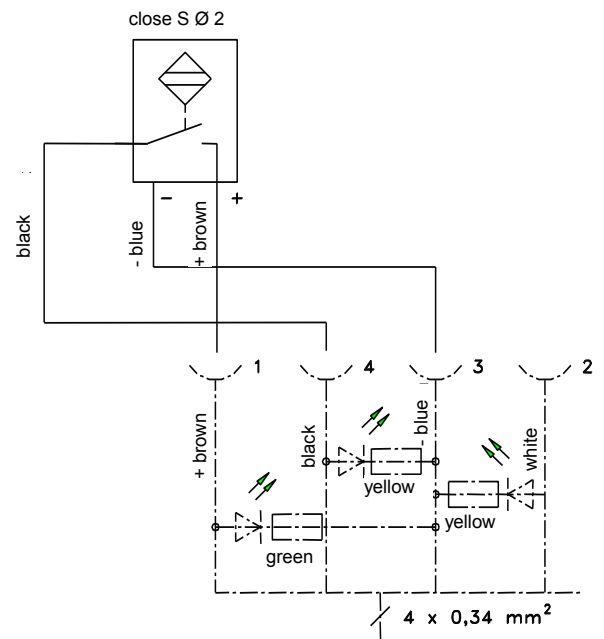 close S Ø 2
− +
black
- blue
+ brown
1 4 3 2
+ brown
black
- blue
white
yellow
yellow
green
4 x 0,34 mm²